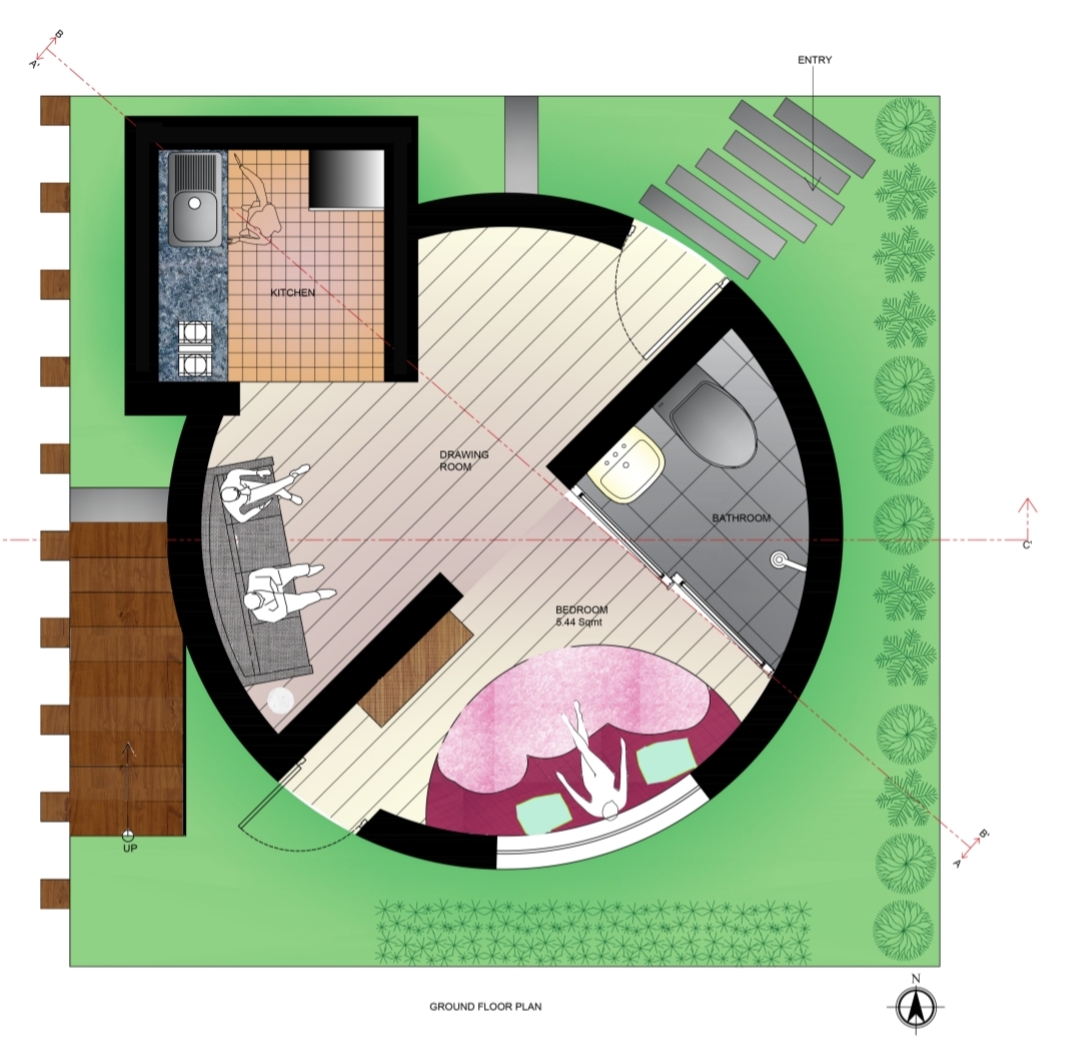 B
A'
ENTRY
KITCHEN
DRAWING
ROOM
BATHROOM
C'
BEDROOM
5.44 Sqmt
UP
B'
A
N
GROUND FLOOR PLAN